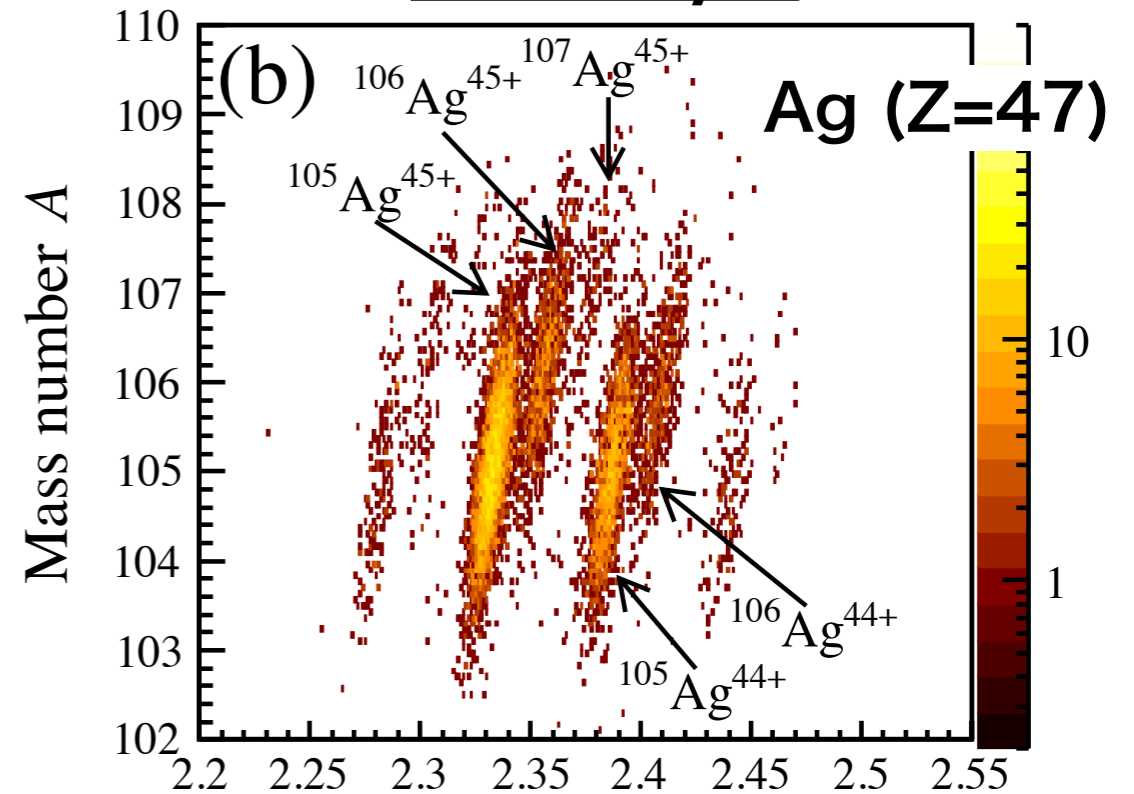 110
(b)
¹⁰⁷Ag⁴⁵⁺
¹⁰⁶Ag⁴⁵⁺
109
Ag (Z=47)
¹⁰⁵Ag⁴⁵⁺
108
Mass number A
107
10
106
105
104
1
¹⁰⁶Ag⁴⁴⁺
103
¹⁰⁵Ag⁴⁴⁺
102
2.2 2.25 2.3 2.35 2.4 2.45 2.5 2.55